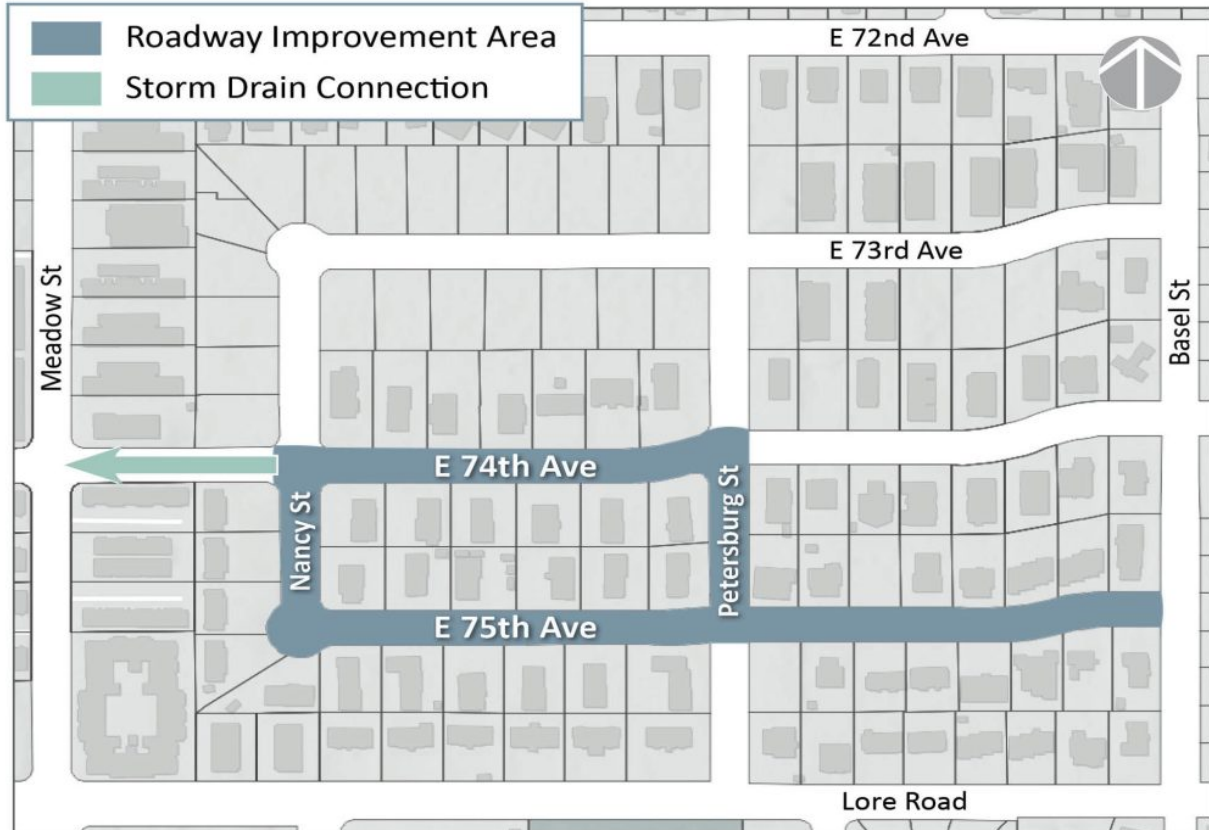 Roadway Improvement Area
Storm Drain Connection
E 72nd Ave
E 73rd Ave
Meadow St
Basel St
E 74th Ave
Nancy St
Petersburg St
E 75th Ave
Lore Road